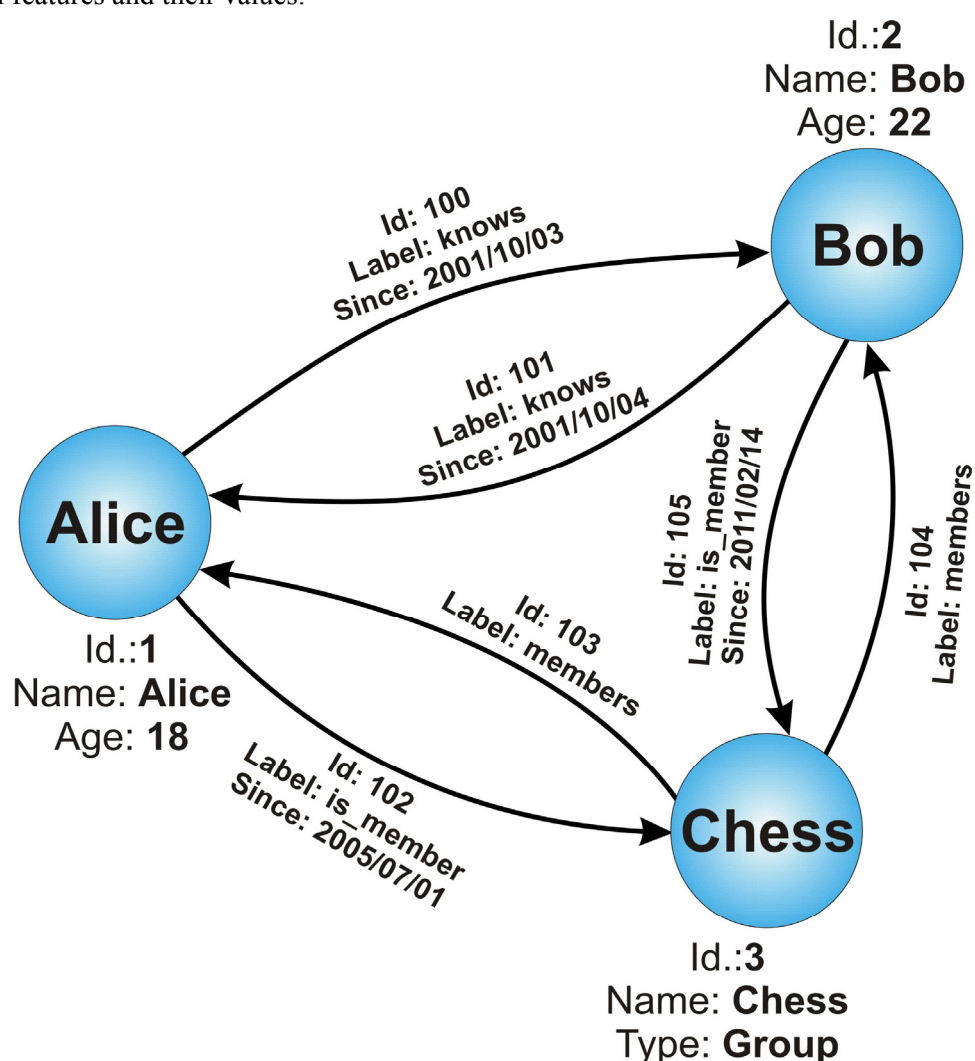 features and their values.
Id.:2
Name: Bob
Age: 22
Bob
Id: 100
Label: knows
Since: 2001/10/03
Id: 101
Label: knows
Since: 2001/10/04
Alice
Id.:1
Name: Alice
Age: 18
Id: 105
Label: is_member
Since: 2011/02/14
Id: 104
Label: members
Id: 103
Label: members
Id: 102
Label: is_member
Since: 2005/07/01
Chess
Id.:3
Name: Chess
Type: Group